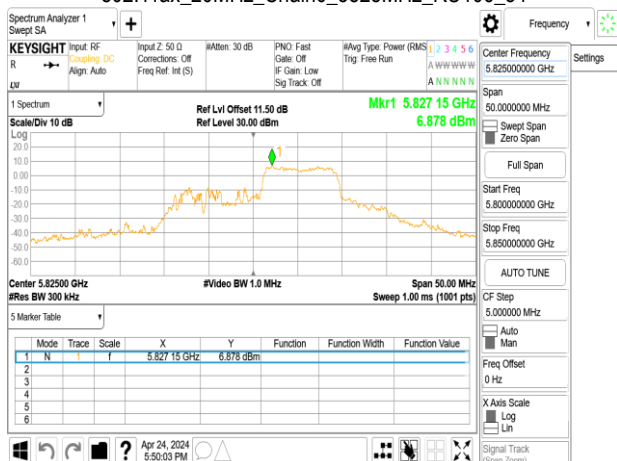 Spectrum Analyzer 1
Swept SA
+
Frequency
KEYSIGHT
R
Input: RF
Coupling: DC
Align: Auto
Input Z: 50 Ω
Corrections: Off
Freq Ref: Int (S)
#Atten: 30 dB
PNO: Fast
Gate: Off
IF Gain: Low
Sig Track: Off
#Avg Type: Power (RMS)
Trig: Free Run
1 2 3 4 5 6
A W W W W W
A N N N N N
Center Frequency
5.825000000 GHz
Settings
Span
50.0000000 MHz
Swept Span
Zero Span
Full Span
Start Freq
5.800000000 GHz
Stop Freq
5.850000000 GHz
AUTO TUNE
CF Step
5.000000 MHz
Auto
Man
Freq Offset
0 Hz
X Axis Scale
Log
Lin
Signal Track
(Span Zoom)
1 Spectrum
Scale/Div 10 dB
Ref Lvl Offset 11.50 dB
Ref Level 30.00 dBm
Mkr1 5.827 15 GHz
6.878 dBm
Log
20.0
10.0
0.00
-10.0
-20.0
-30.0
-40.0
-50.0
-60.0
1
Center 5.82500 GHz
#Video BW 1.0 MHz
Span 50.00 MHz
#Res BW 300 kHz
Sweep 1.00 ms (1001 pts)
5 Marker Table
Mode Trace Scale X Y Function Function Width Function Value
1 N 1 f 5.827 15 GHz 6.878 dBm
2
3
4
5
6
?
Apr 24, 2024
5:50:03 PM